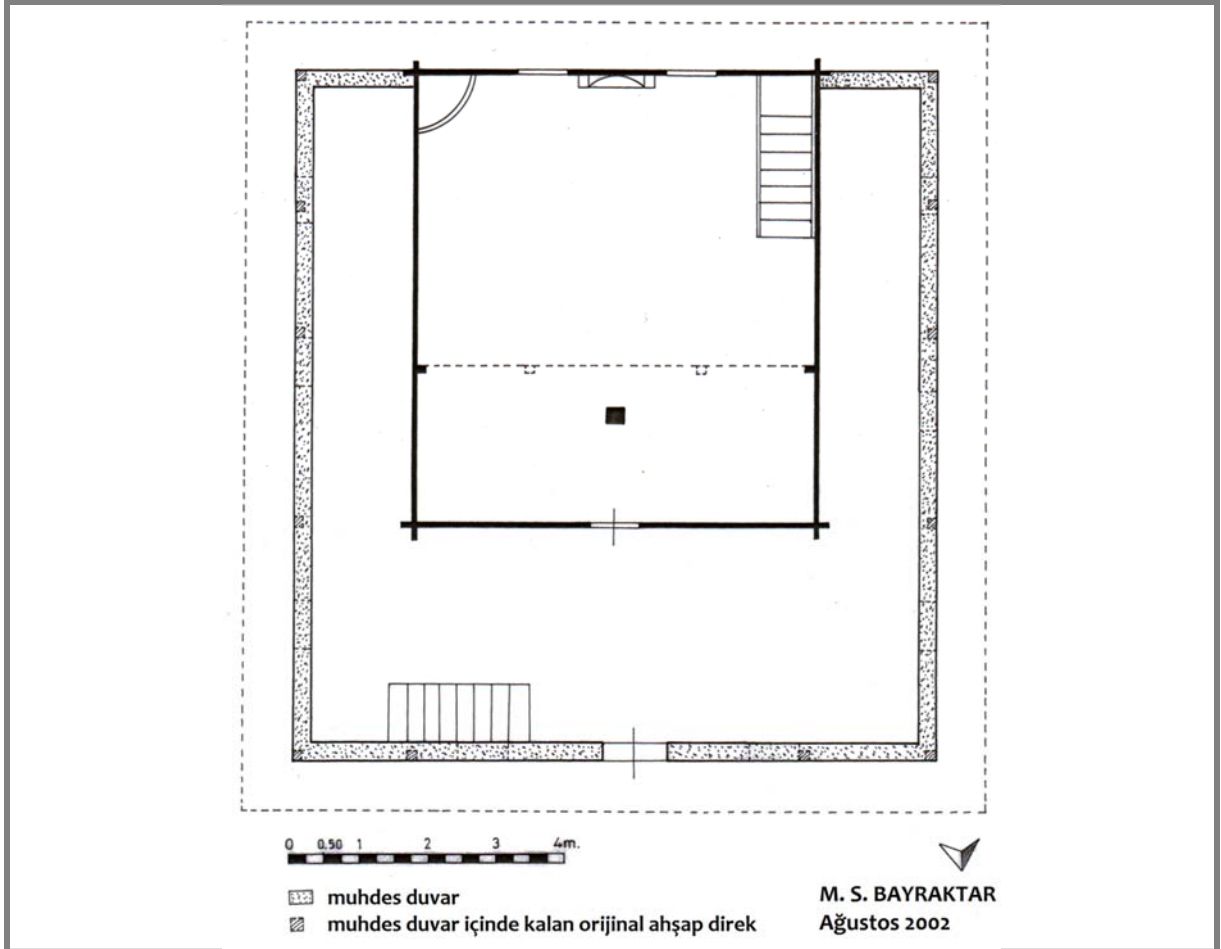 0 0.50 1 2 3 4m.
muhdes duvar
muhdes duvar içinde kalan orijinal ahşap direk
M. S. BAYRAKTAR
Ağustos 2002